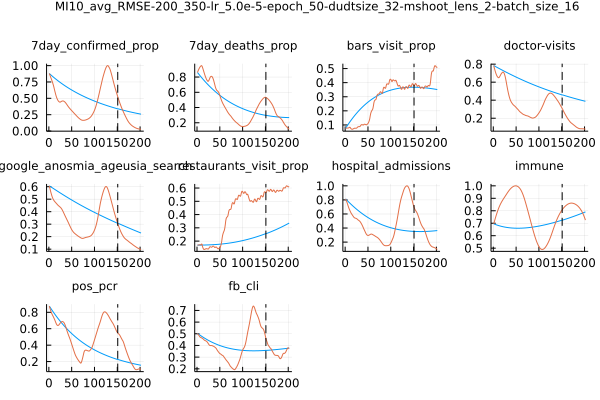 MI10_avg_RMSE-200_350-lr_5.0e-5-epoch_50-dudtsize_32-mshoot_lens_2-batch_size_16
7day_confirmed_prop 7day_deaths_prop bars_visit_prop doctor-visits
1.00 0.8 0.5 0.8
0.75 0.6 0.4 0.6
0.50 0.4 0.3 0.4
0.25 0.2 0.2 0.2
0.00 0.1
0 50 100150200 0 50 100150200 0 50 100150200 0 50 100150200
google_anosmia_ageusia_search restaurants_visit_prop hospital_admissions immune
0.6 0.6 1.0 1.0
0.5 0.5 0.8 0.9
0.4 0.4 0.6 0.8
0.3 0.3 0.4 0.7
0.2 0.2 0.2 0.6
0.1 0.5
0 50 100150200 0 50 100150200 0 50 100150200 0 50 100150200
pos_pcr fb_cli
0.8 0.7
0.6 0.6
0.4 0.5
0.2 0.4
0.3
0.2
0 50 100150200 0 50 100150200